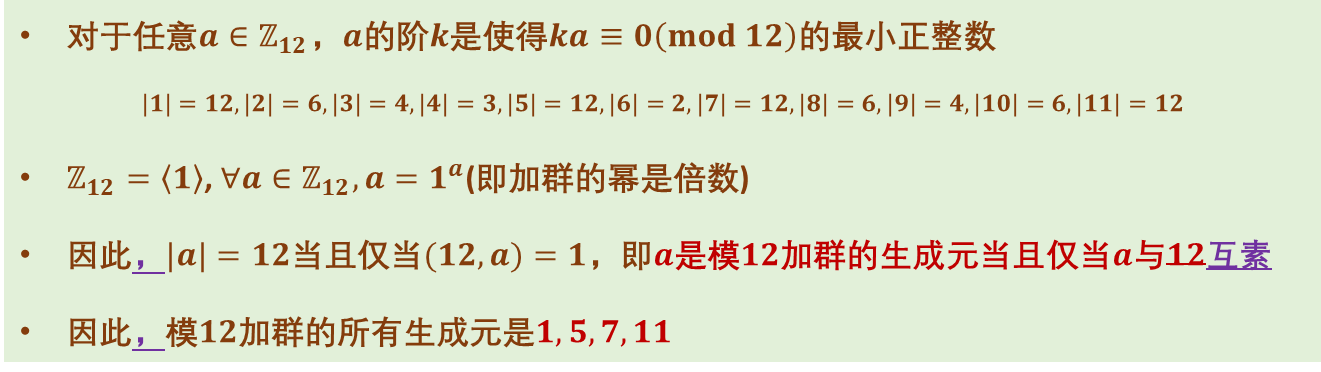 • 对于任意a ∈ ℤ₁₂，a的阶k是使得ka ≡ 0(mod 12)的最小正整数
|1| = 12, |2| = 6, |3| = 4, |4| = 3, |5| = 12, |6| = 2, |7| = 12, |8| = 6, |9| = 4, |10| = 6, |11| = 12
• ℤ₁₂ = ⟨1⟩, ∀a ∈ ℤ₁₂, a = 1ᵃ(即加群的幂是倍数)
• 因此，|a| = 12当且仅当(12, a) = 1，即a是模12加群的生成元当且仅当a与12互素
• 因此，模12加群的所有生成元是1, 5, 7, 11